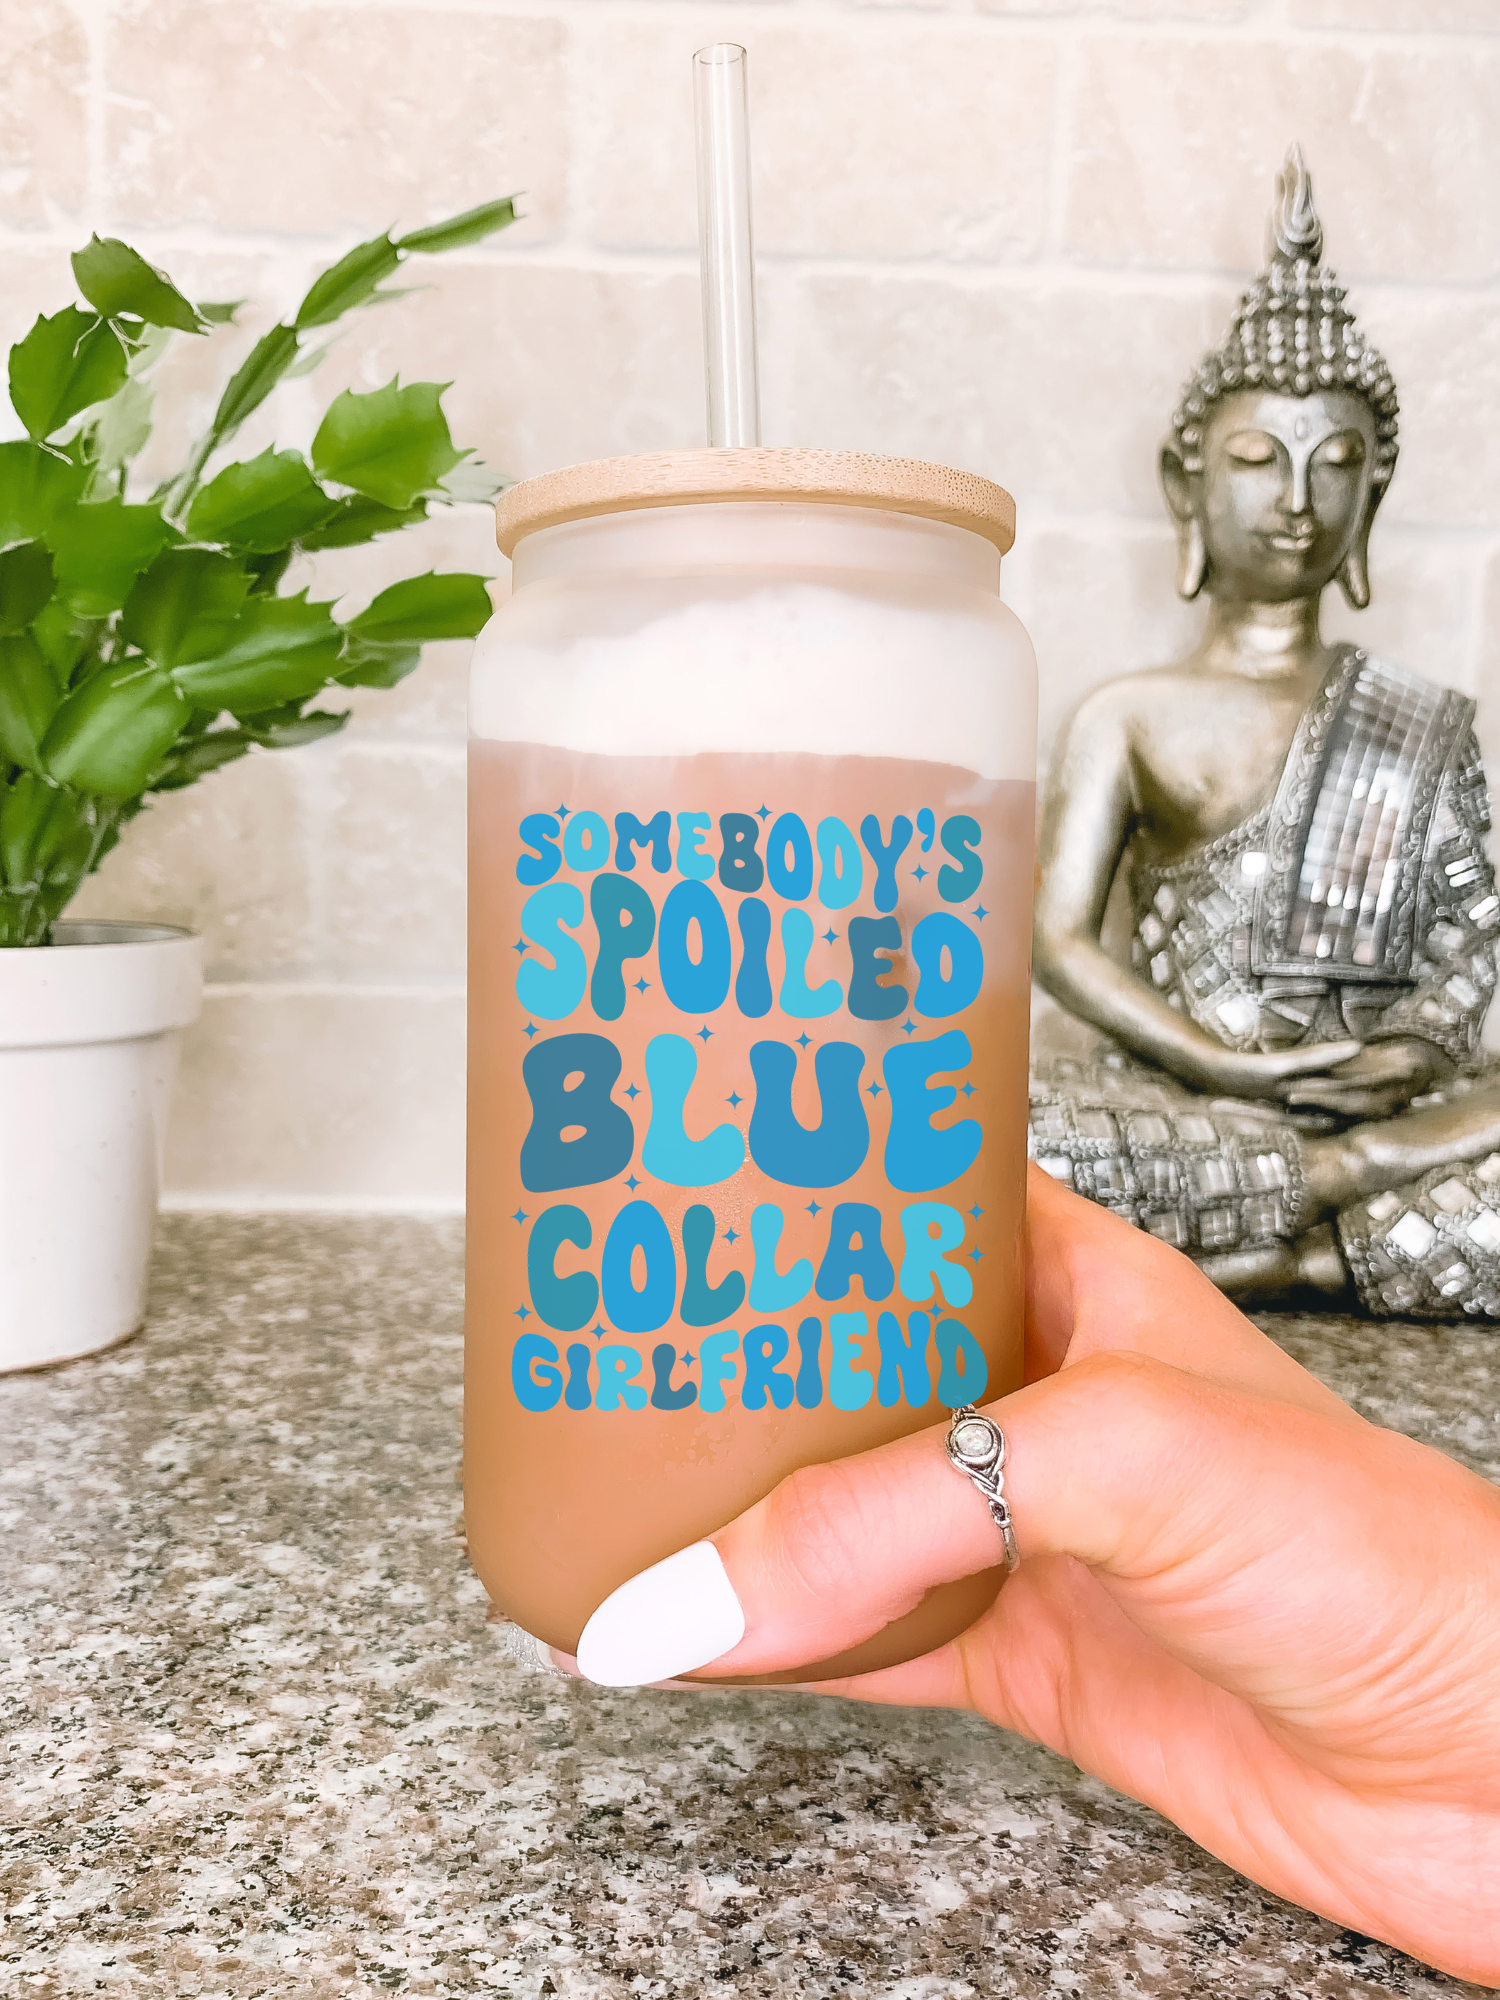 SOMEBODY'S
SPOILED
BLUE
COLLAR
GIRLFRIEND